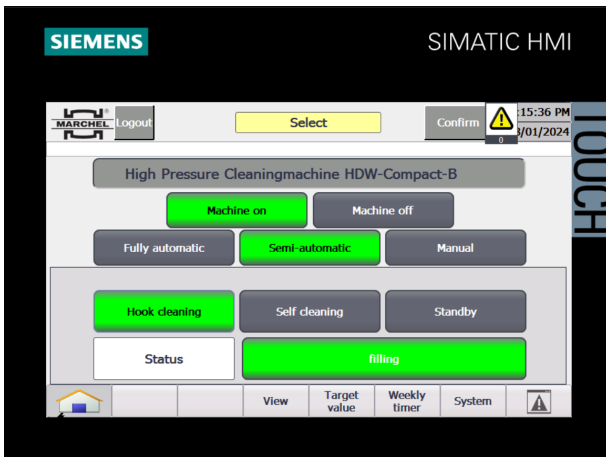 SIEMENS
SIMATIC HMI
TOUCH
MARCHEL
Logout
Select
Confirm
0
:15:36 PM
/01/2024
High Pressure Cleaningmachine HDW-Compact-B
Machine on
Machine off
Fully automatic
Semi-automatic
Manual
Hook cleaning
Self cleaning
Standby
Status
filling
View
Target
value
Weekly
timer
System
A